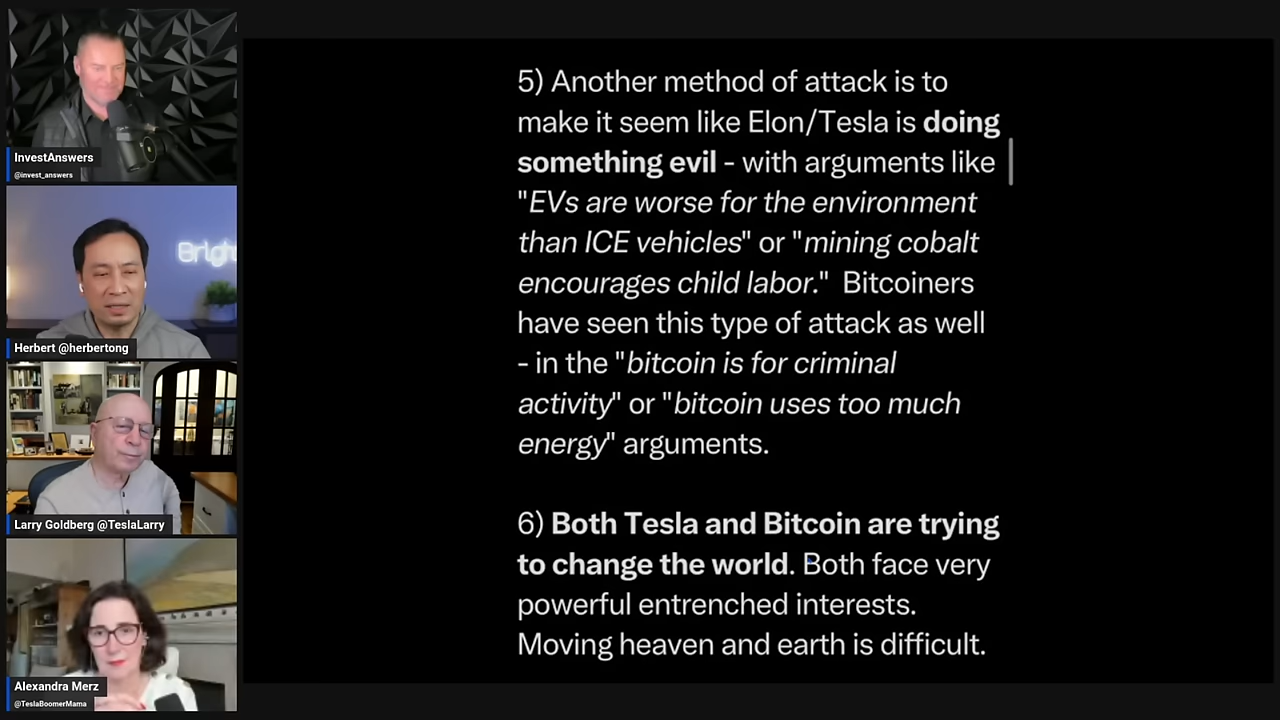 InvestAnswers
@invest_answers
Herbert @herbertong
Larry Goldberg @TeslaLarry
Alexandra Merz
@TeslaBoomerMama
5) Another method of attack is to
make it seem like Elon/Tesla is doing
something evil - with arguments like
"EVs are worse for the environment
than ICE vehicles" or "mining cobalt
encourages child labor." Bitcoiners
have seen this type of attack as well
- in the "bitcoin is for criminal
activity" or "bitcoin uses too much
energy" arguments.
6) Both Tesla and Bitcoin are trying
to change the world. Both face very
powerful entrenched interests.
Moving heaven and earth is difficult.